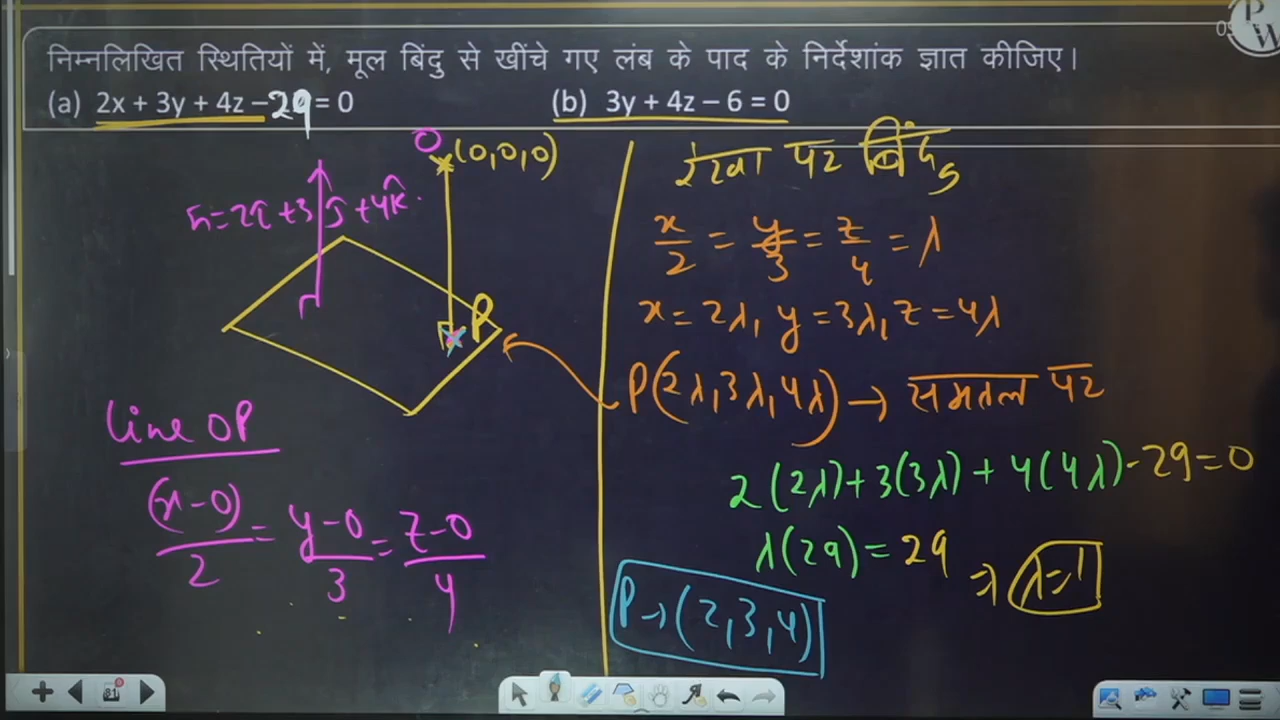 निम्नलिखित स्थितियों में, मूल बिंदु से खींचे गए लंब के पाद के निर्देशांक ज्ञात कीजिए।
(a) 2x + 3y + 4z – 29 = 0
(b) 3y + 4z – 6 = 0
PW
O (0,0,0)
n = 2î + 3ĵ + 4k̂
P
line OP
(x-0)/2 = y-0/3 = z-0/4
रेखा पर बिंदु
x/2 = y/3 = z/4 = λ
x = 2λ, y = 3λ, z = 4λ
P(2λ, 3λ, 4λ) → समतल पर
2(2λ) + 3(3λ) + 4(4λ) - 29 = 0
λ(29) = 29 ⇒ λ = 1
P → (2, 3, 4)
81